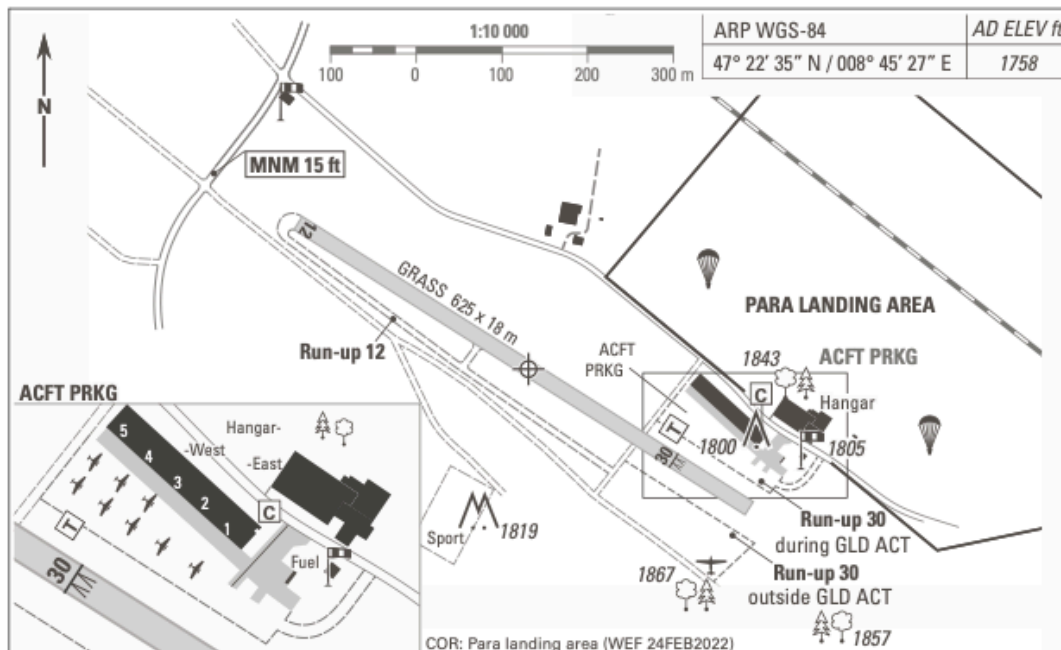 1:10 000
100 0 100 200 300 m
ARP WGS-84
AD ELEV ft
47° 22' 35" N / 008° 45' 27" E
1758
N
MNM 15 ft
12
GRASS 625 x 18 m
Run-up 12
PARA LANDING AREA
ACFT
PRKG
1843
ACFT PRKG
C
Hangar
T
1800
1805
30
Run-up 30
during GLD ACT
Run-up 30
outside GLD ACT
Sport
1819
1867
1857
ACFT PRKG
5
4
3
2
1
-West
Hangar-
-East
C
T
Fuel
30
COR: Para landing area (WEF 24FEB2022)